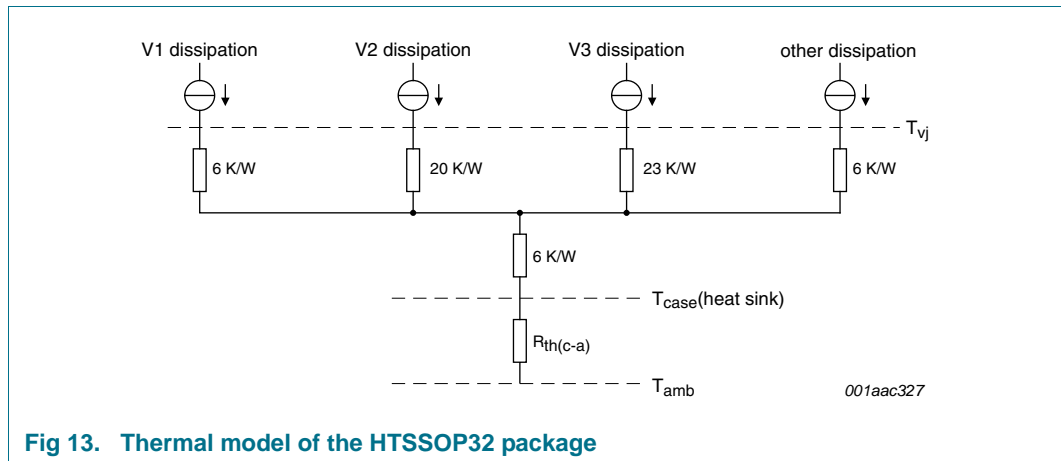 V1 dissipation
V2 dissipation
V3 dissipation
other dissipation
Tvj
6 K/W
20 K/W
23 K/W
6 K/W
6 K/W
Tcase(heat sink)
Rth(c-a)
Tamb
001aac327
Fig 13. Thermal model of the HTSSOP32 package